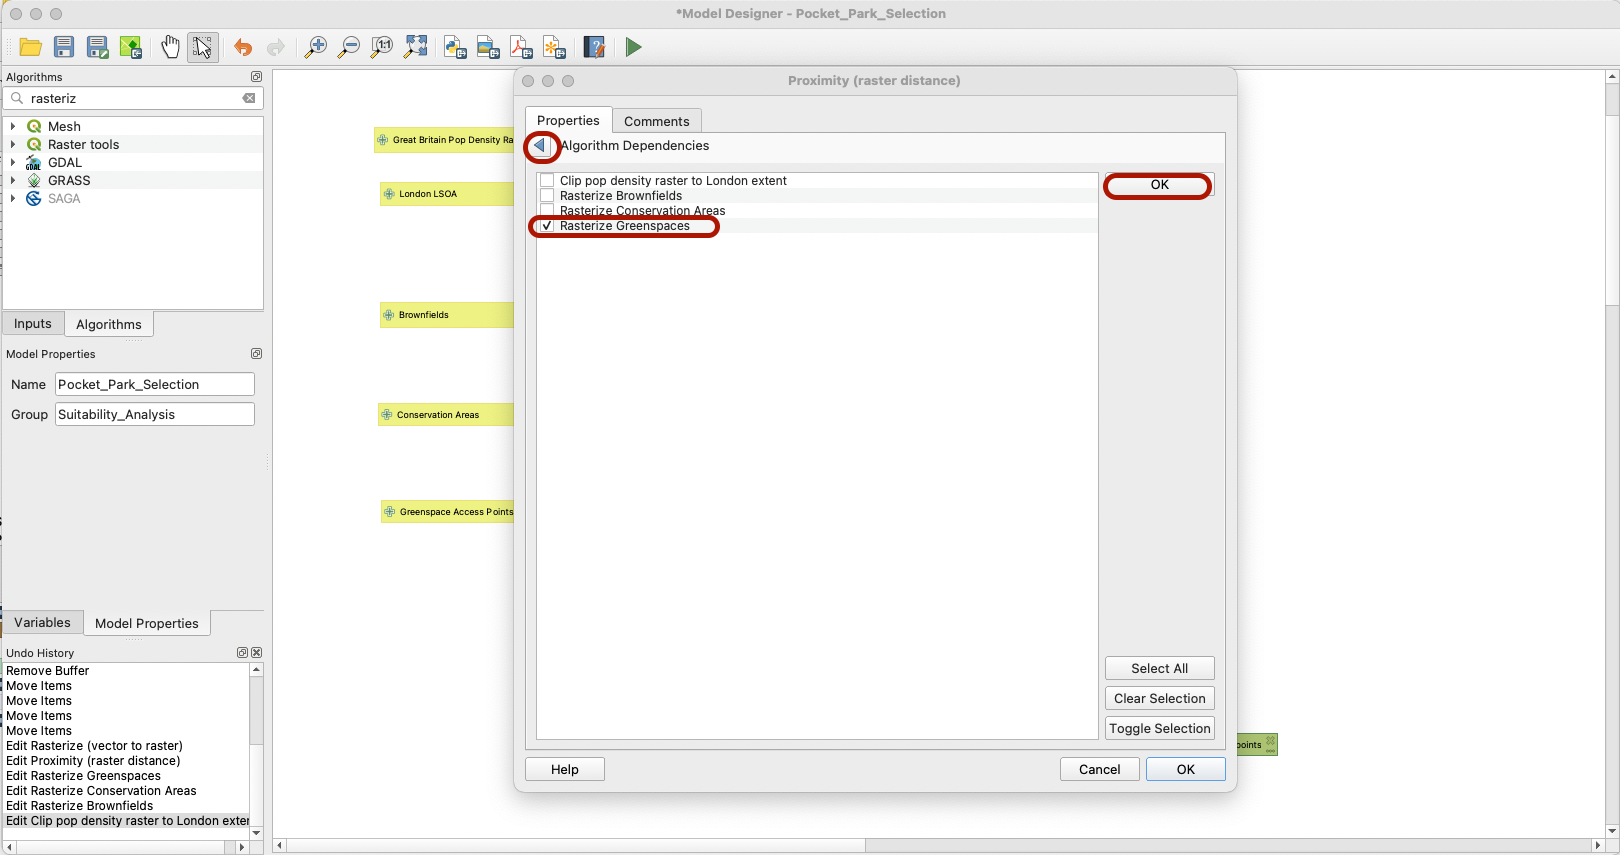 *Model Designer - Pocket_Park_Selection
1:1
Algorithms
rasteriz
Mesh
Raster tools
GDAL
GDAL
GRASS
SAGA
Inputs
Algorithms
Model Properties
Name
Pocket_Park_Selection
Group
Suitability_Analysis
Variables
Model Properties
Undo History
Remove Buffer
Move Items
Move Items
Move Items
Move Items
Edit Rasterize (vector to raster)
Edit Proximity (raster distance)
Edit Rasterize Greenspaces
Edit Rasterize Conservation Areas
Edit Rasterize Brownfields
Edit Clip pop density raster to London exter
Great Britain Pop Density Ra
London LSOA
Brownfields
Conservation Areas
Greenspace Access Points
Proximity (raster distance)
Properties
Comments
Algorithm Dependencies
Clip pop density raster to London extent
Rasterize Brownfields
Rasterize Conservation Areas
Rasterize Greenspaces
OK
Select All
Clear Selection
Toggle Selection
Help
Cancel
OK
points